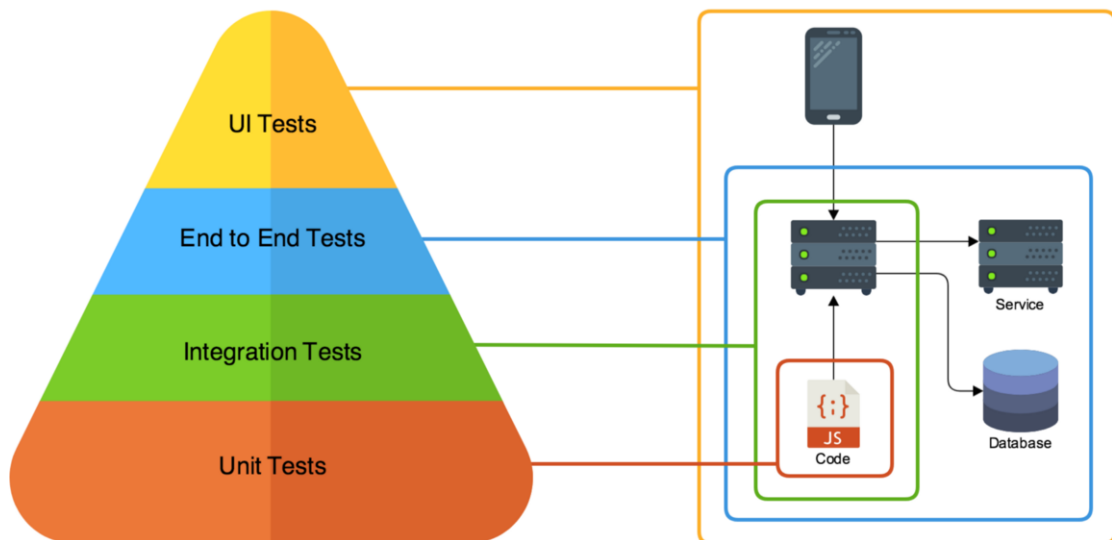 UI Tests
End to End Tests
Integration Tests
Unit Tests
Service
{;}
JS
Code
Database